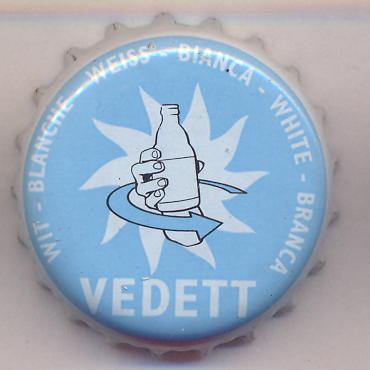 WIT - BLANCHE - WEISS - BIANCA - WHITE - BRANCA
VEDETT